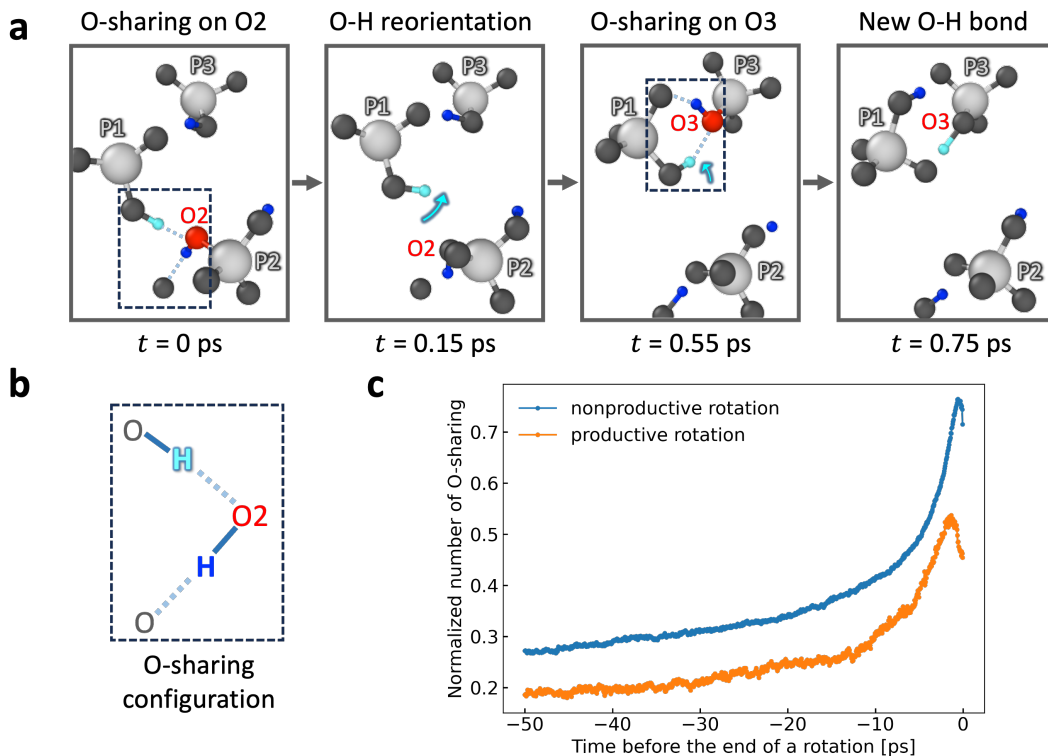 a
O-sharing on O2
O-H reorientation
O-sharing on O3
New O-H bond
P3
P1
O2
P2
P3
P1
O2
P2
P3
P1
O3
P2
P3
P1
O3
P2
t = 0 ps
t = 0.15 ps
t = 0.55 ps
t = 0.75 ps
b
O
H
O2
H
O
O-sharing
configuration
c
Normalized number of O-sharing
nonproductive rotation
productive rotation
0.7
0.6
0.5
0.4
0.3
0.2
−50
−40
−30
−20
−10
0
Time before the end of a rotation [ps]